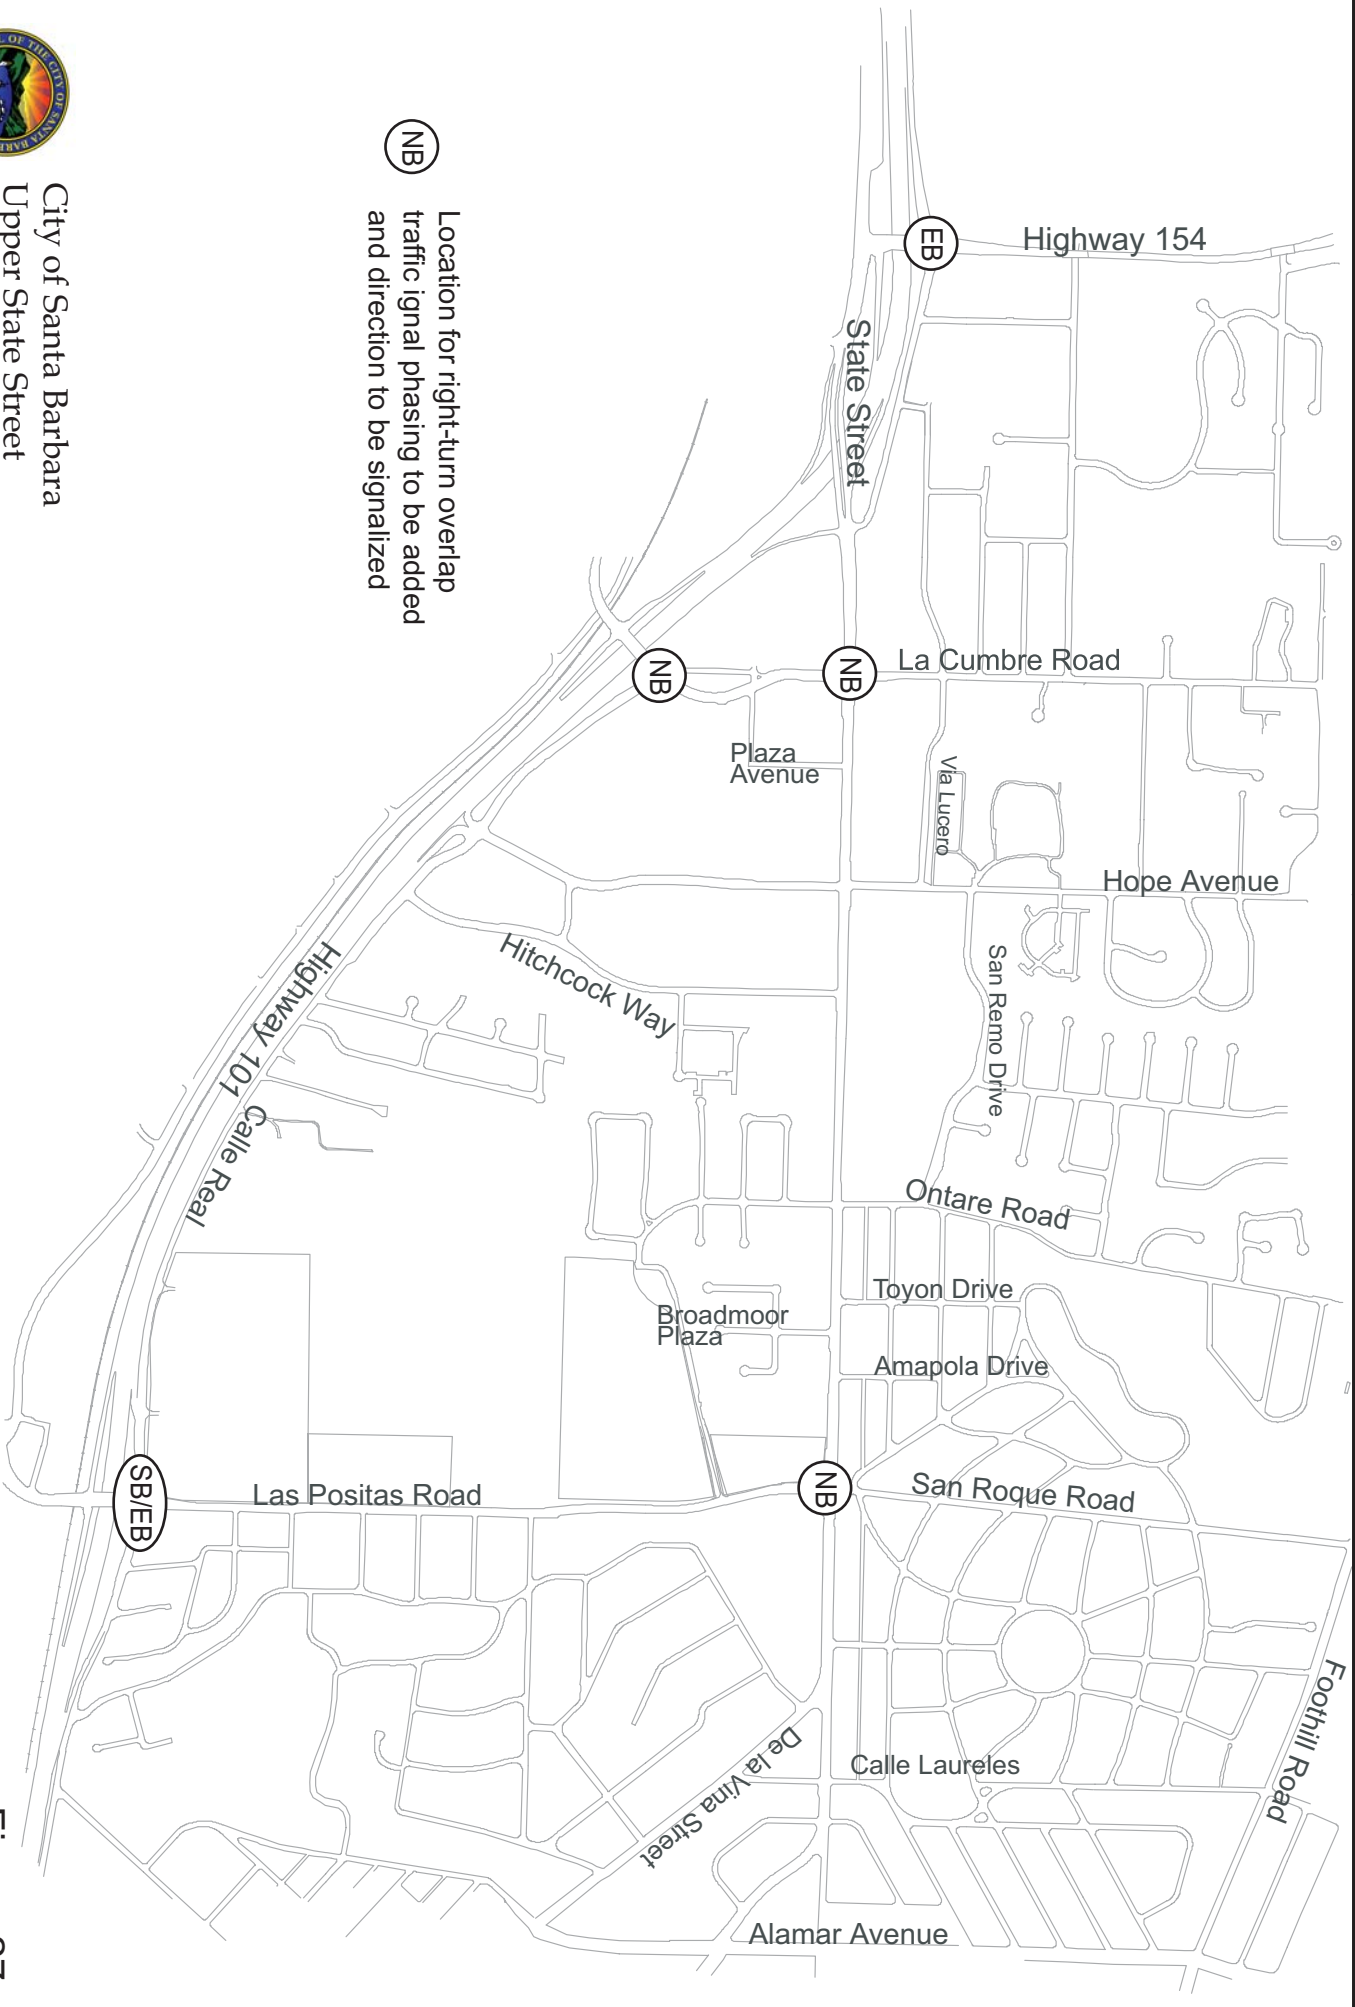 City of Santa Barbara
Upper State Street
NB
Location for right-turn overlap
traffic ignal phasing to be added
and direction to be signalized
EB
Highway 154
State Street
NB
NB
La Cumbre Road
Plaza
Avenue
Via Lucero
Hope Avenue
Hitchcock Way
San Remo Drive
Highway 101
Calle Real
Ontare Road
Toyon Drive
Broadmoor
Plaza
Amapola Drive
SB/EB
Las Positas Road
NB
San Roque Road
Foothill Road
De la Vina Street
Calle Laureles
Alamar Avenue